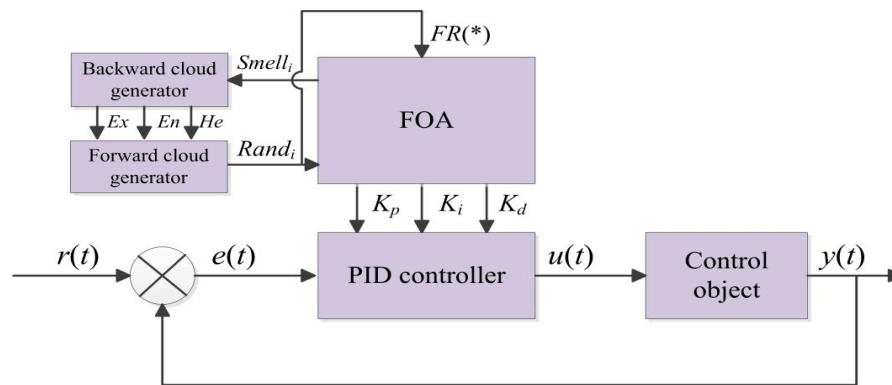 FR(*)
Backward cloud
generator
Smell_i
FOA
Ex En He
Forward cloud
generator
Rand_i
K_p K_i K_d
r(t) e(t) PID controller u(t) Control
object y(t)